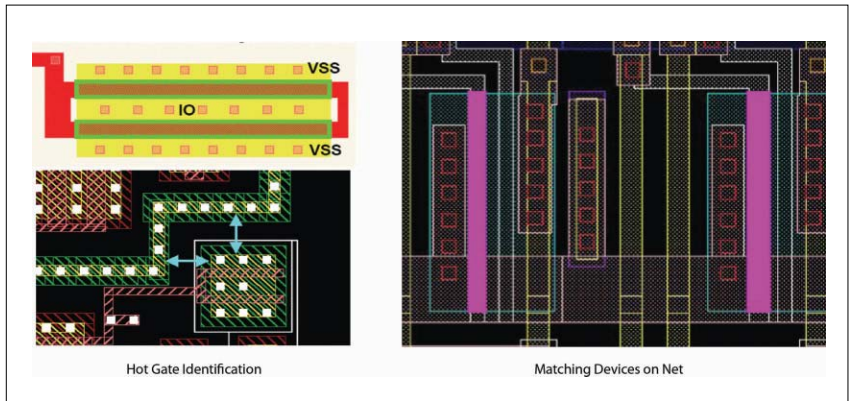 VSS
IO
VSS
Hot Gate Identification
Matching Devices on Net